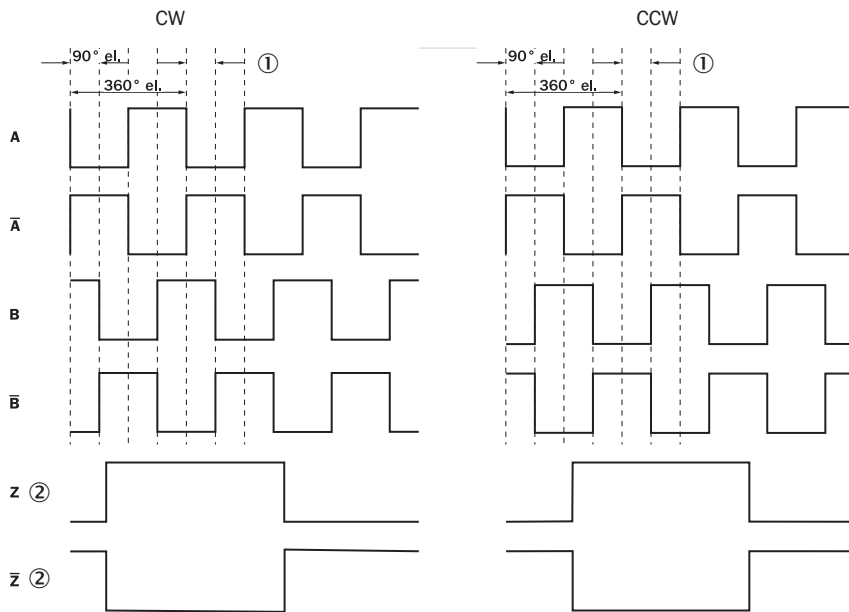 CW CCW
90° el. ① 90° el. ①
360° el. 360° el.
A
A̅
B
B̅
Z ②
Z̅ ②